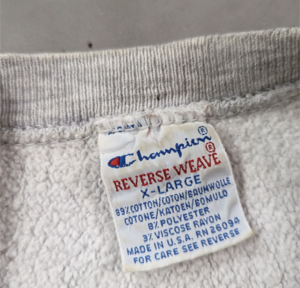 Champion®
REVERSE WEAVE®
X-LARGE
89% COTTON/COTON/BAUMWOLLE
COTONE/KATOEN/BOMULD
8% POLYESTER
3% VISCOSE RAYON
MADE IN U.S.A. RN 26094
FOR CARE SEE REVERSE